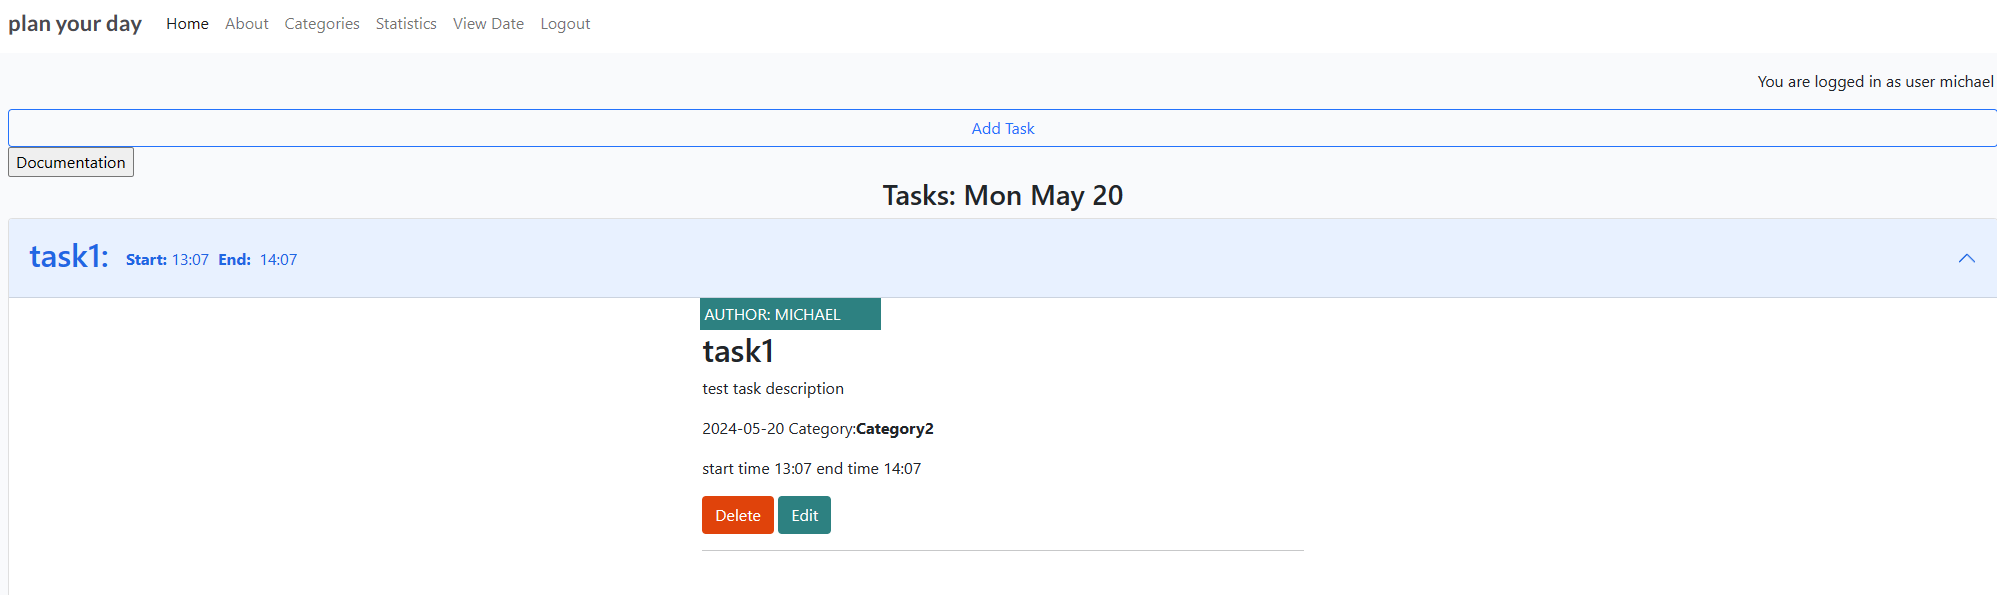 plan your day Home About Categories Statistics View Date Logout
You are logged in as user michael
Add Task
Documentation
Tasks: Mon May 20
task1: Start: 13:07 End: 14:07
AUTHOR: MICHAEL
task1
test task description
2024-05-20 Category:Category2
start time 13:07 end time 14:07
Delete Edit